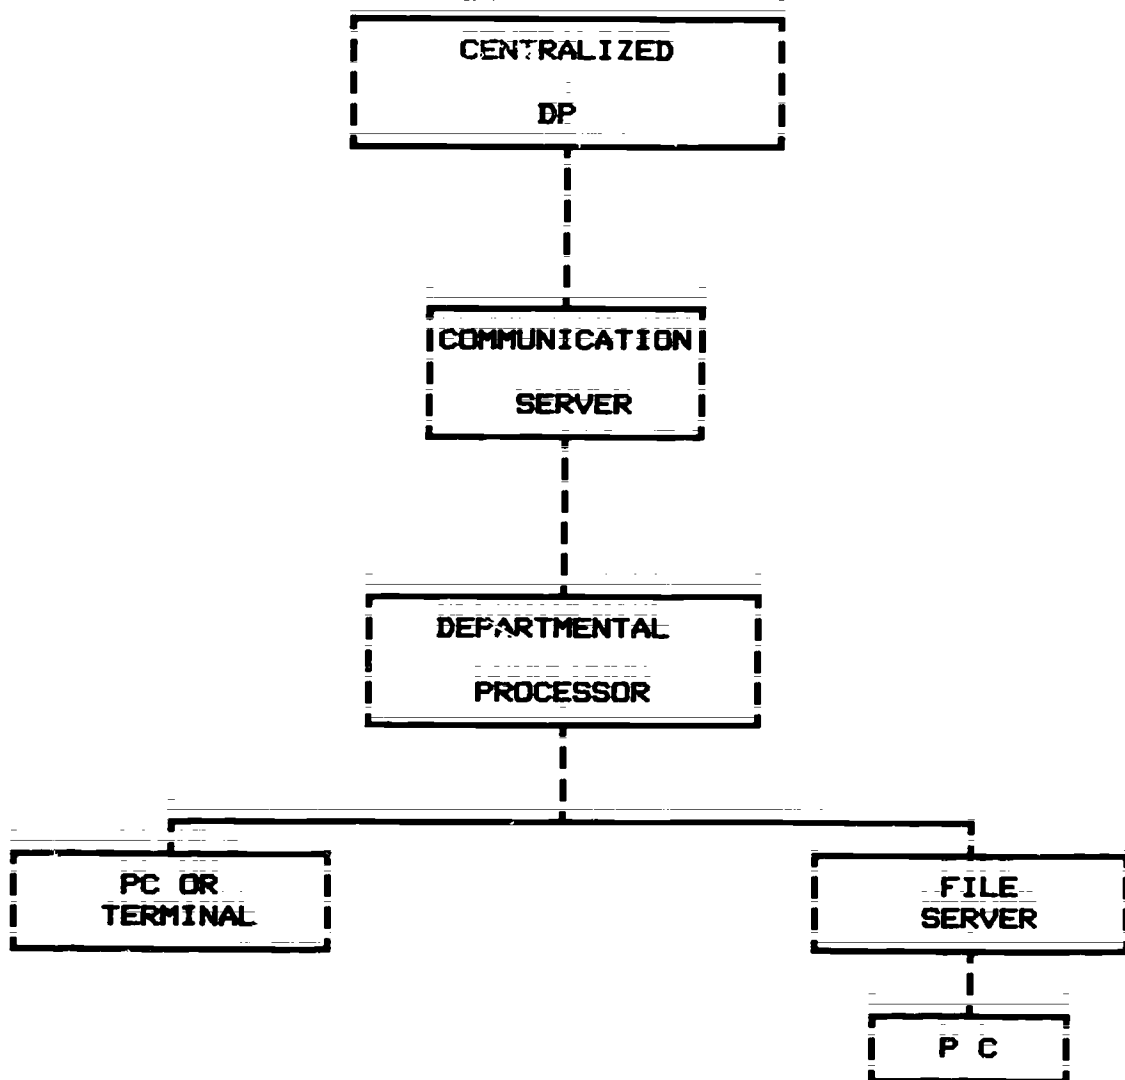 CENTRALIZED
DP
COMMUNICATION
SERVER
DEPARTMENTAL
PROCESSOR
PC OR
TERMINAL
FILE
SERVER
P C